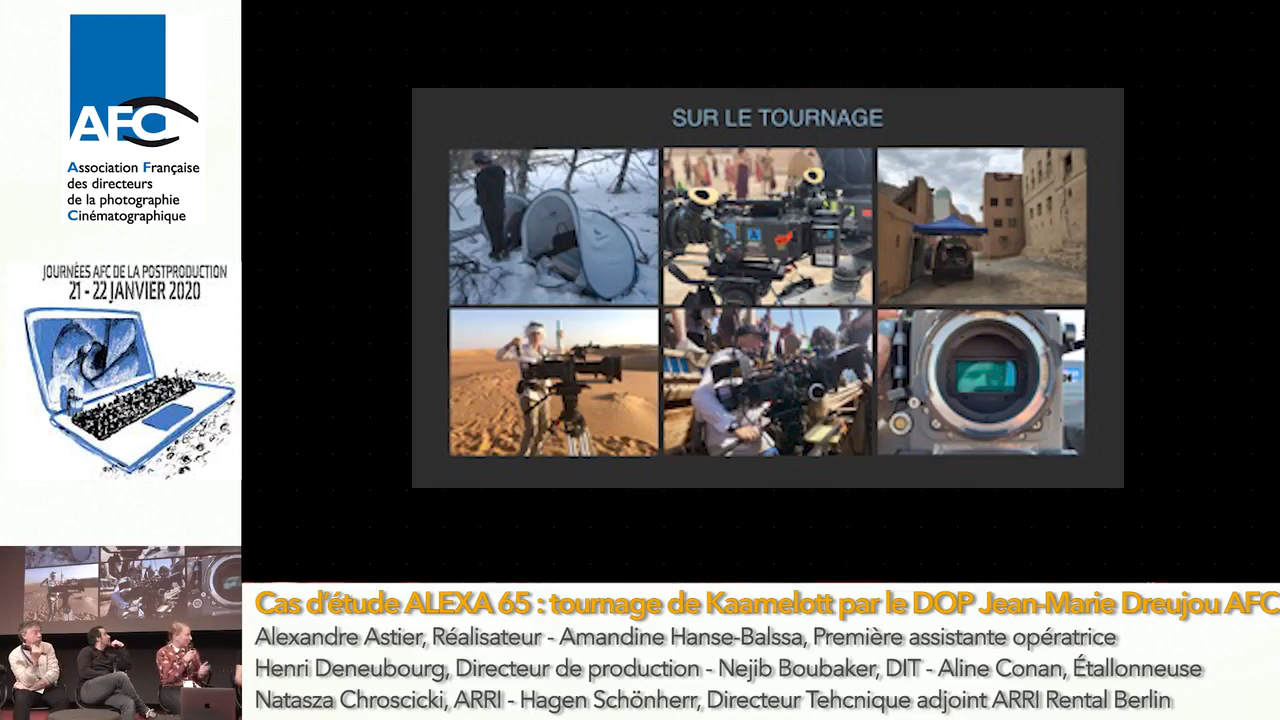 AFC
Association Française
des directeurs
de la photographie
Cinématographique
JOURNÉES AFC DE LA POSTPRODUCTION
21 - 22 JANVIER 2020
SUR LE TOURNAGE
A
Cas d'étude ALEXA 65 : tournage de Kaamelott par le DOP Jean-Marie Dreujou AFC
Alexandre Astier, Réalisateur - Amandine Hanse-Balssa, Première assistante opératrice
Henri Deneubourg, Directeur de production - Nejib Boubaker, DIT - Aline Conan, Étallonneuse
Natasza Chroscicki, ARRI - Hagen Schönherr, Directeur Tehcnique adjoint ARRI Rental Berlin